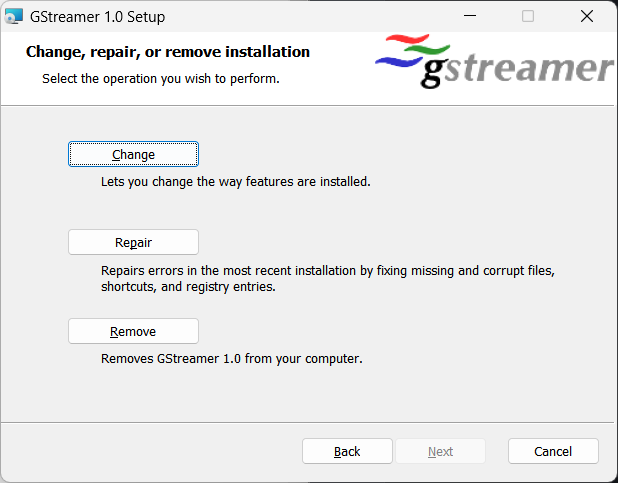 GStreamer 1.0 Setup
Change, repair, or remove installation
Select the operation you wish to perform.
gstreamer
Change
Lets you change the way features are installed.
Repair
Repairs errors in the most recent installation by fixing missing and corrupt files,
shortcuts, and registry entries.
Remove
Removes GStreamer 1.0 from your computer.
Back
Next
Cancel